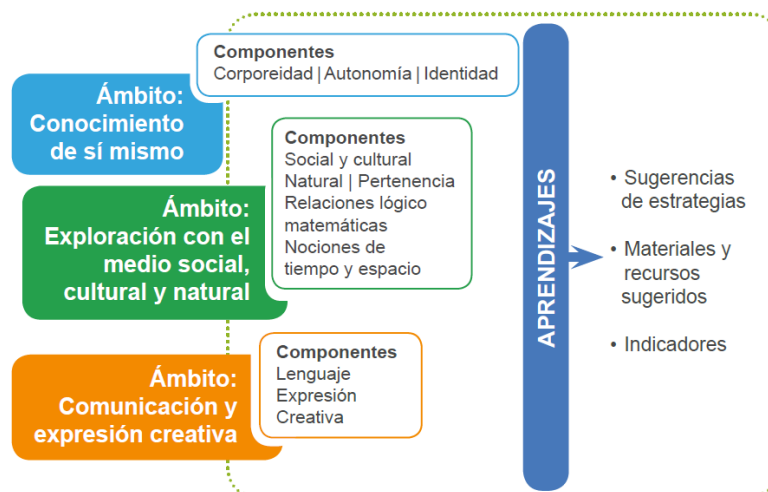 Componentes
Corporeidad | Autonomía | Identidad
Ámbito:
Conocimiento
de sí mismo
Componentes
Social y cultural
Natural | Pertenencia
Relaciones lógico
matemáticas
Nociones de
tiempo y espacio
Ámbito:
Exploración con el
medio social,
cultural y natural
Componentes
Lenguaje
Expresión
Creativa
Ámbito:
Comunicación y
expresión creativa
APRENDIZAJES
• Sugerencias
de estrategias
• Materiales y
recursos
sugeridos
• Indicadores